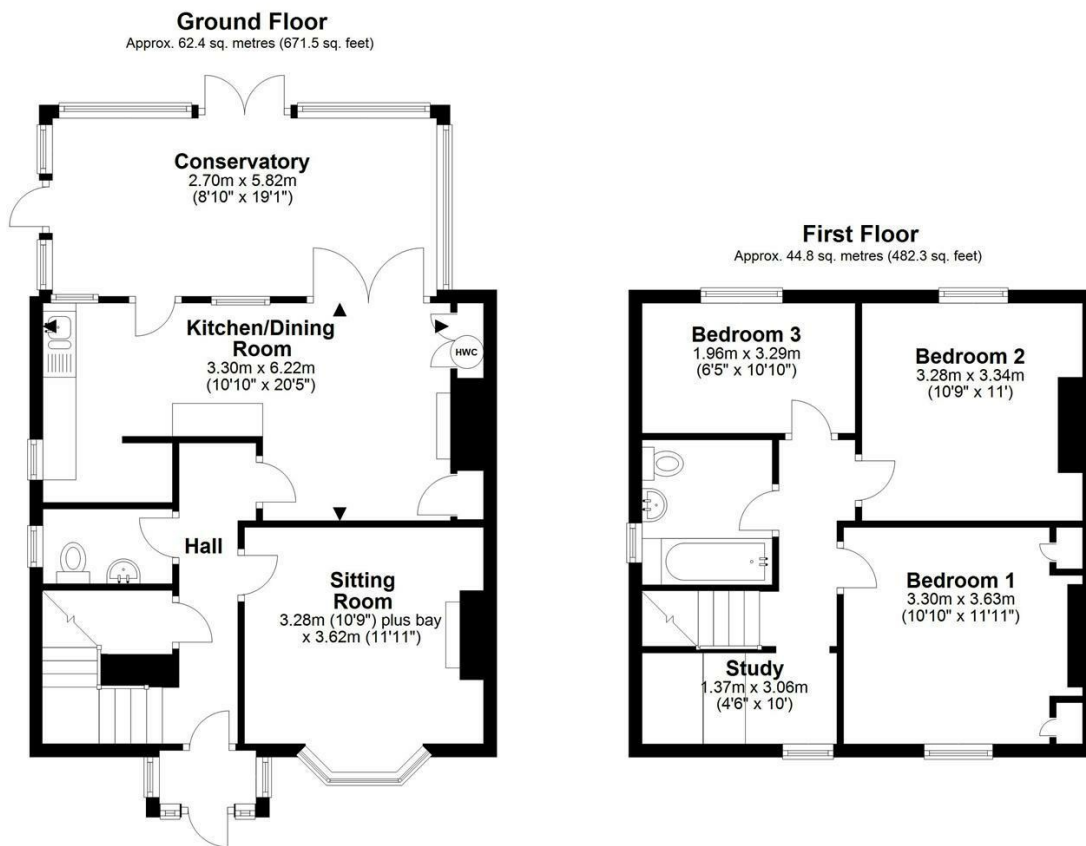 Ground Floor
Approx. 62.4 sq. metres (671.5 sq. feet)
Conservatory
2.70m x 5.82m
(8'10" x 19'1")
Kitchen/Dining
Room
3.30m x 6.22m
(10'10" x 20'5")
HWC
Hall
Sitting
Room
3.28m (10'9") plus bay
x 3.62m (11'11")
First Floor
Approx. 44.8 sq. metres (482.3 sq. feet)
Bedroom 3
1.96m x 3.29m
(6'5" x 10'10")
Bedroom 2
3.28m x 3.34m
(10'9" x 11')
Bedroom 1
3.30m x 3.63m
(10'10" x 11'11")
Study
1.37m x 3.06m
(4'6" x 10')